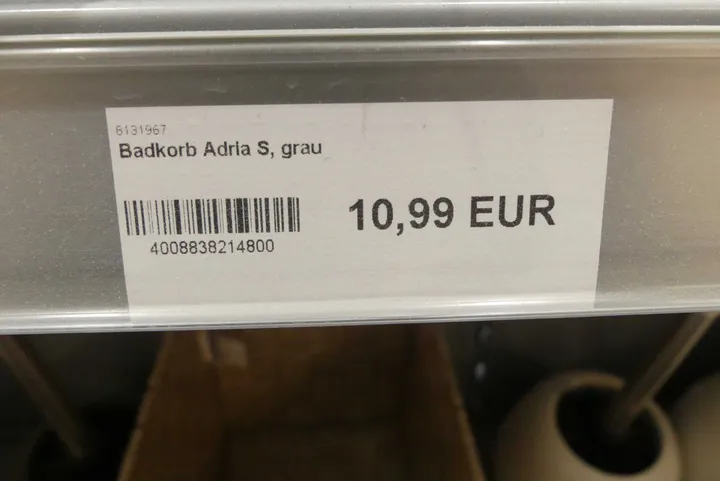 6131967
Badkorb Adria S, grau
10,99 EUR
4008838214800